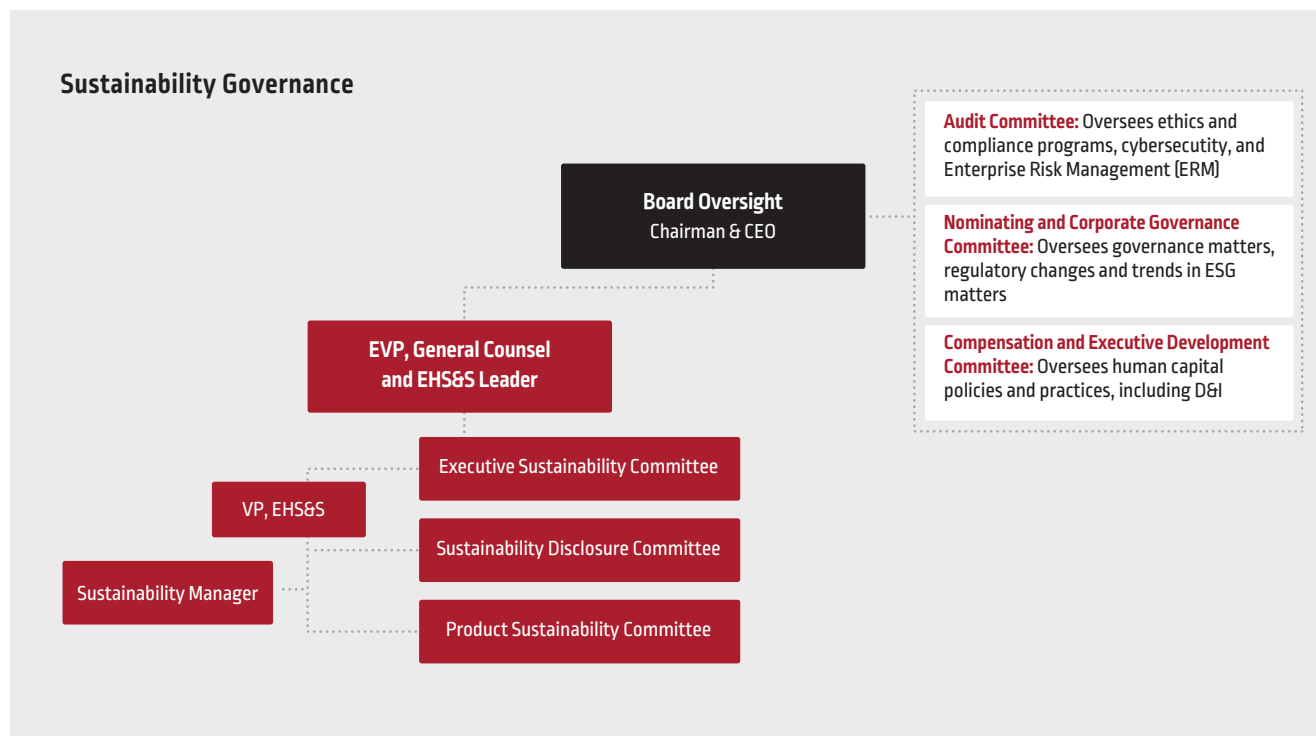 Sustainability Governance
Board Oversight
Chairman & CEO
Audit Committee: Oversees ethics and
compliance programs, cybersecutity, and
Enterprise Risk Management (ERM)
Nominating and Corporate Governance
Committee: Oversees governance matters,
regulatory changes and trends in ESG
matters
Compensation and Executive Development
Committee: Oversees human capital
policies and practices, including D&I
EVP, General Counsel
and EHS&S Leader
Executive Sustainability Committee
VP, EHS&S
Sustainability Disclosure Committee
Sustainability Manager
Product Sustainability Committee